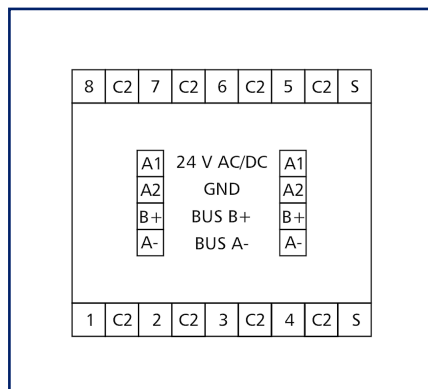 8 C2 7 C2 6 C2 5 C2 S
A1 24 V AC/DC A1
A2 GND A2
B+ BUS B+ B+
A- BUS A- A-
1 C2 2 C2 3 C2 4 C2 S